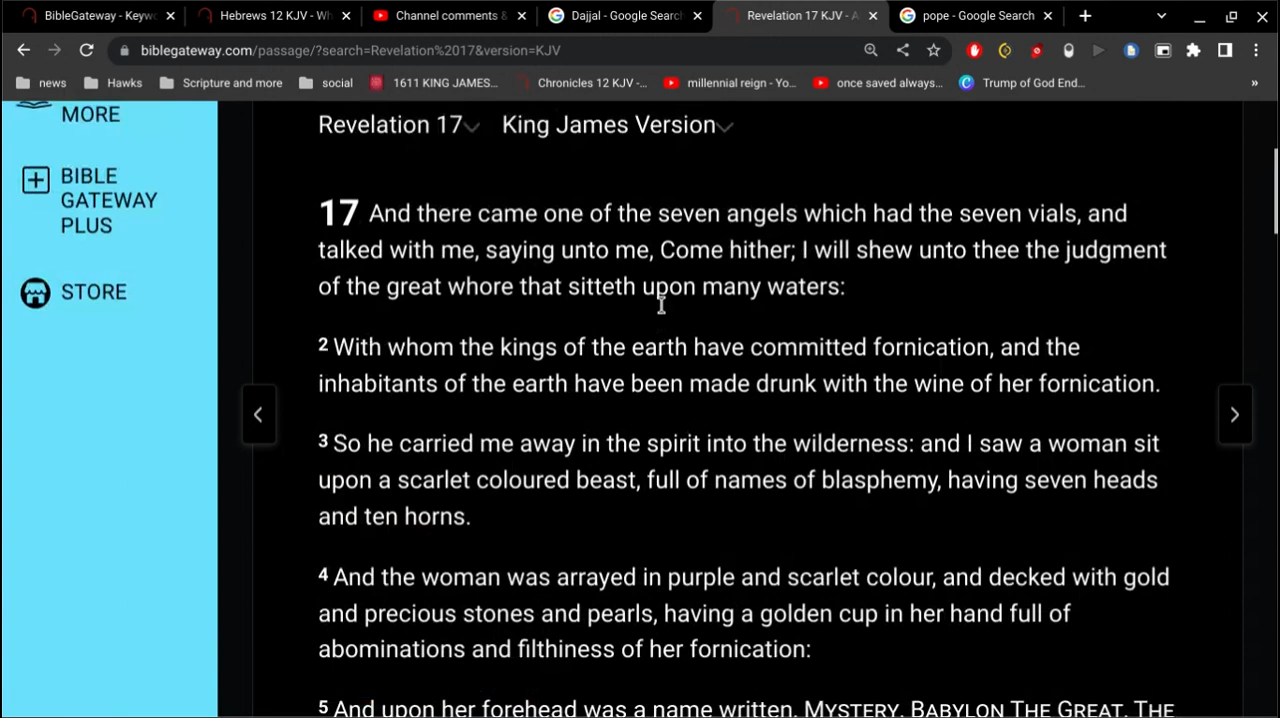 BibleGateway - Keyw
Hebrews 12 KJV - Wh
Channel comments &
Dajjal - Google Searc
Revelation 17 KJV - A
pope - Google Search
biblegateway.com/passage/?search=Revelation%2017&version=KJV
news
Hawks
Scripture and more
social
1611 KING JAMES...
Chronicles 12 KJV -...
millennial reign - Yo...
once saved always...
Trump of God End...
»
MORE
BIBLE
GATEWAY
PLUS
STORE
Revelation 17 King James Version
17 And there came one of the seven angels which had the seven vials, and
talked with me, saying unto me, Come hither; I will shew unto thee the judgment
of the great whore that sitteth upon many waters:
2 With whom the kings of the earth have committed fornication, and the
inhabitants of the earth have been made drunk with the wine of her fornication.
3 So he carried me away in the spirit into the wilderness: and I saw a woman sit
upon a scarlet coloured beast, full of names of blasphemy, having seven heads
and ten horns.
4 And the woman was arrayed in purple and scarlet colour, and decked with gold
and precious stones and pearls, having a golden cup in her hand full of
abominations and filthiness of her fornication:
5 And upon her forehead was a name written, Mystery, Babylon The Great, The